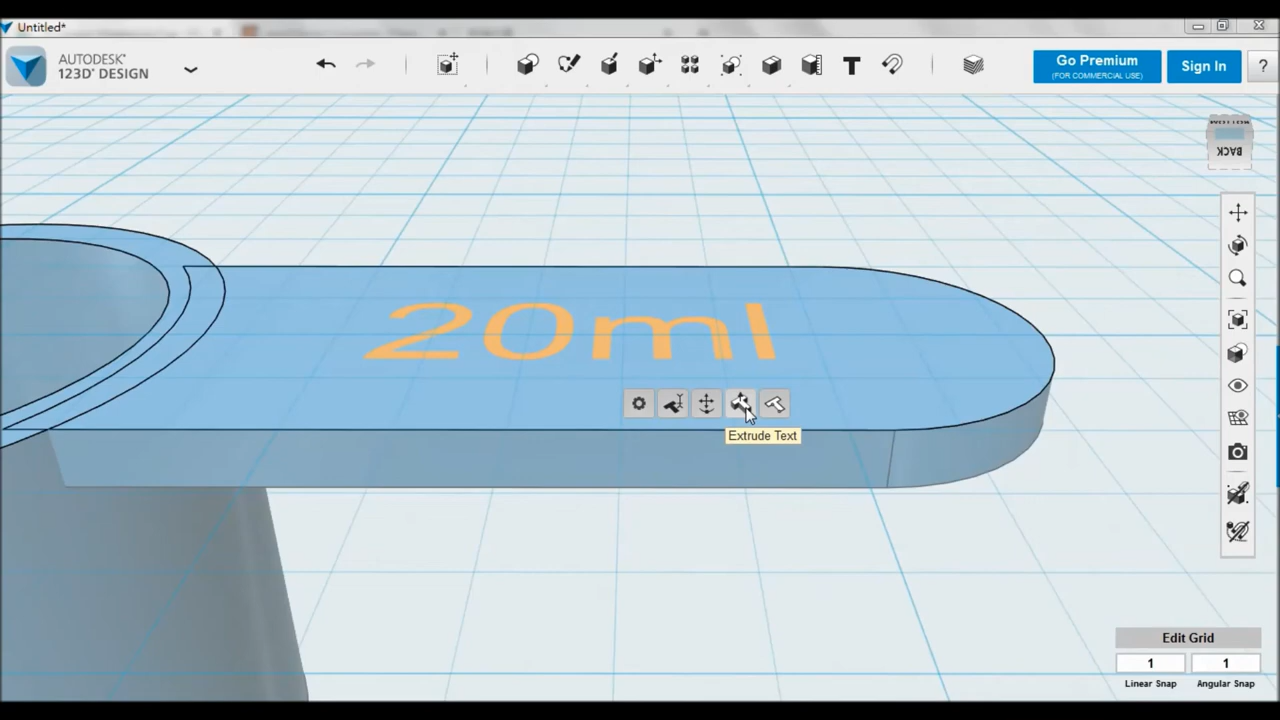 Untitled*
AUTODESK®
123D® DESIGN
T
Go Premium
(FOR COMMERCIAL USE)
Sign In
?
BACK
20ml
Extrude Text
Edit Grid
1
1
Linear Snap
Angular Snap